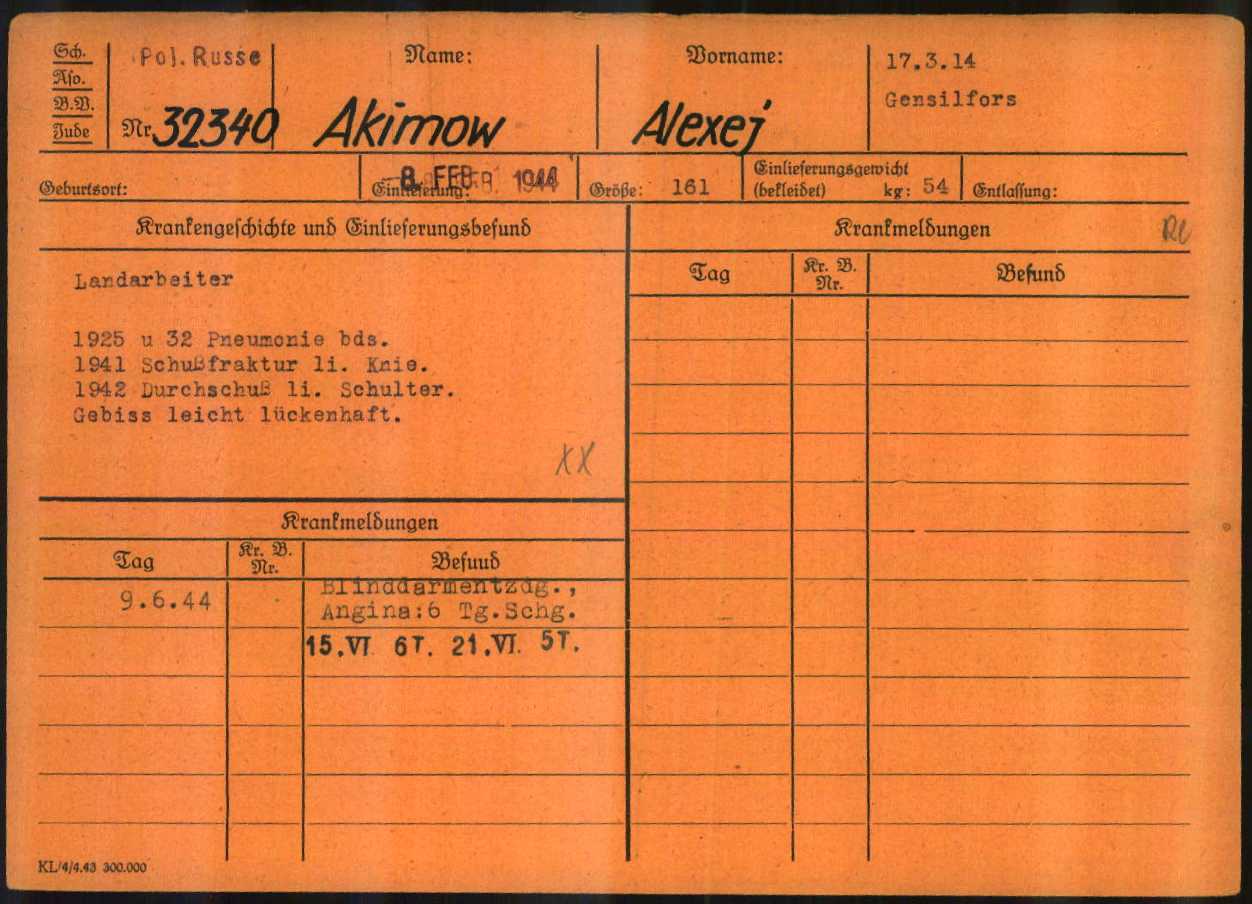 Sch.
Aso.
B.V.
Jude
Pol. Russe
Nr. 32340
Name:
Akimow
Vorname:
Alexej
17.3.14
Gensilfors
Geburtsort:
Einlieferung: 8. FEB. 1944
Größe: 161
Einlieferungsgewicht
(bekleidet) kg: 54
Entlassung:
Krankengeschichte und Einlieferungsbefund
Landarbeiter
1925 u 32 Pneumonie bds.
1941 Schußfraktur li. Knie.
1942 Durchschuß li. Schulter.
Gebiss leicht lückenhaft.
XX
Krankmeldungen
Tag
Kr. B.
Nr.
Befund
9.6.44
Blinddarmentzdg.,
Angina:6 Tg.Schg.
15.VI 6T. 21.VI. 5T.
Krankmeldungen
Tag
Kr. B.
Nr.
Befund
KL/4/4.43 300.000